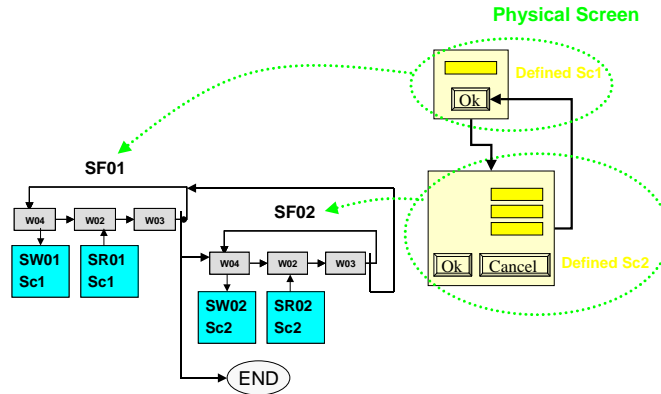 Physical Screen
Defined Sc1
Ok
SF01
SF02
W04 W02 W03
SW01 SR01
Sc1 Sc1
W04 W02 W03
Defined Sc2
Ok Cancel
SW02 SR02
Sc2 Sc2
END